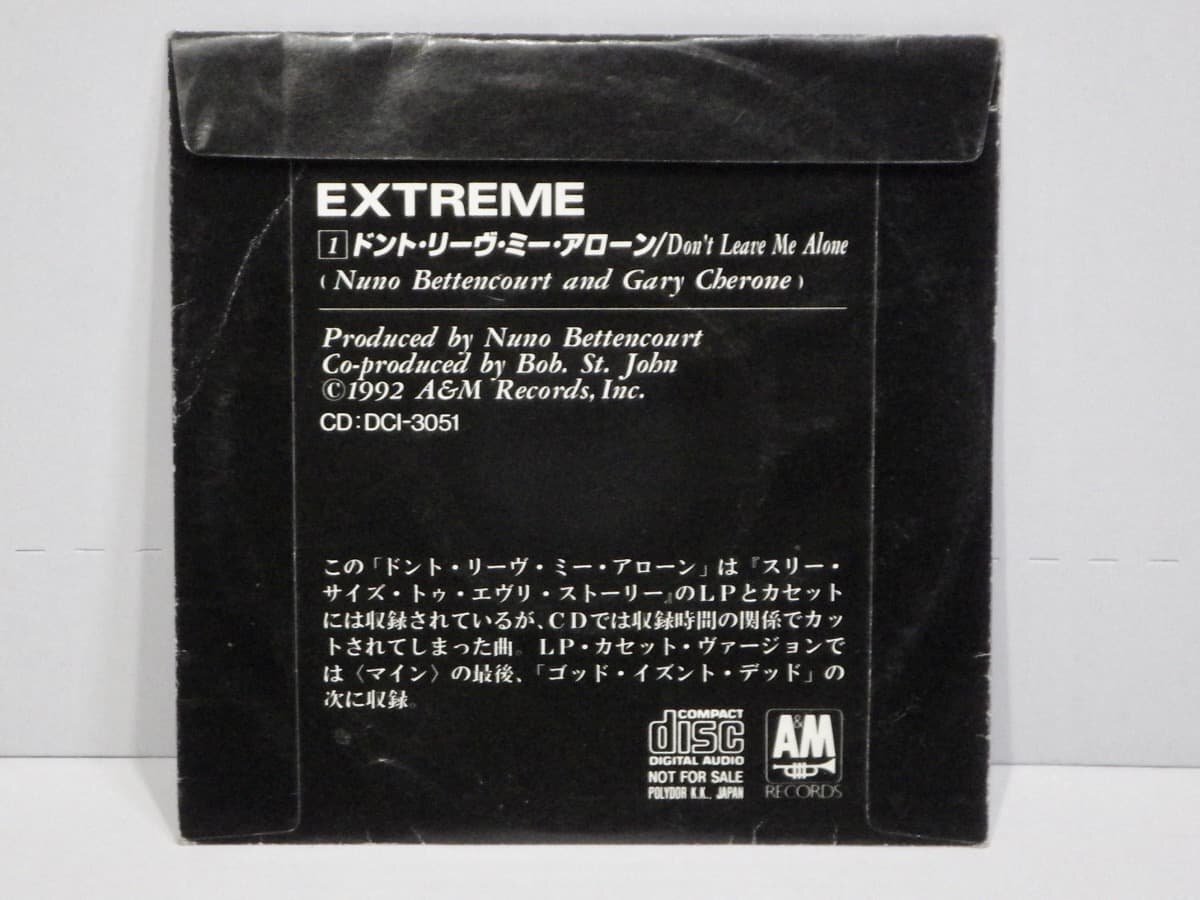 EXTREME
1 ドント・リーヴ・ミー・アローン/Don't Leave Me Alone
(Nuno Bettencourt and Gary Cherone)
Produced by Nuno Bettencourt
Co-produced by Bob. St. John
©1992 A&M Records, Inc.
CD:DCI-3051
この「ドント・リーヴ・ミー・アローン」は『スリー・
サイズ・トゥ・エヴリ・ストーリー』のLPとカセット
には収録されているが、CDでは収録時間の関係でカッ
トされてしまった曲。LP・カセット・ヴァージョンで
は〈マイン〉の最後、「ゴッド・イズント・デッド」の
次に収録。
COMPACT
disc
DIGITAL AUDIO
NOT FOR SALE
POLYDOR K.K., JAPAN
A&M
RECORDS